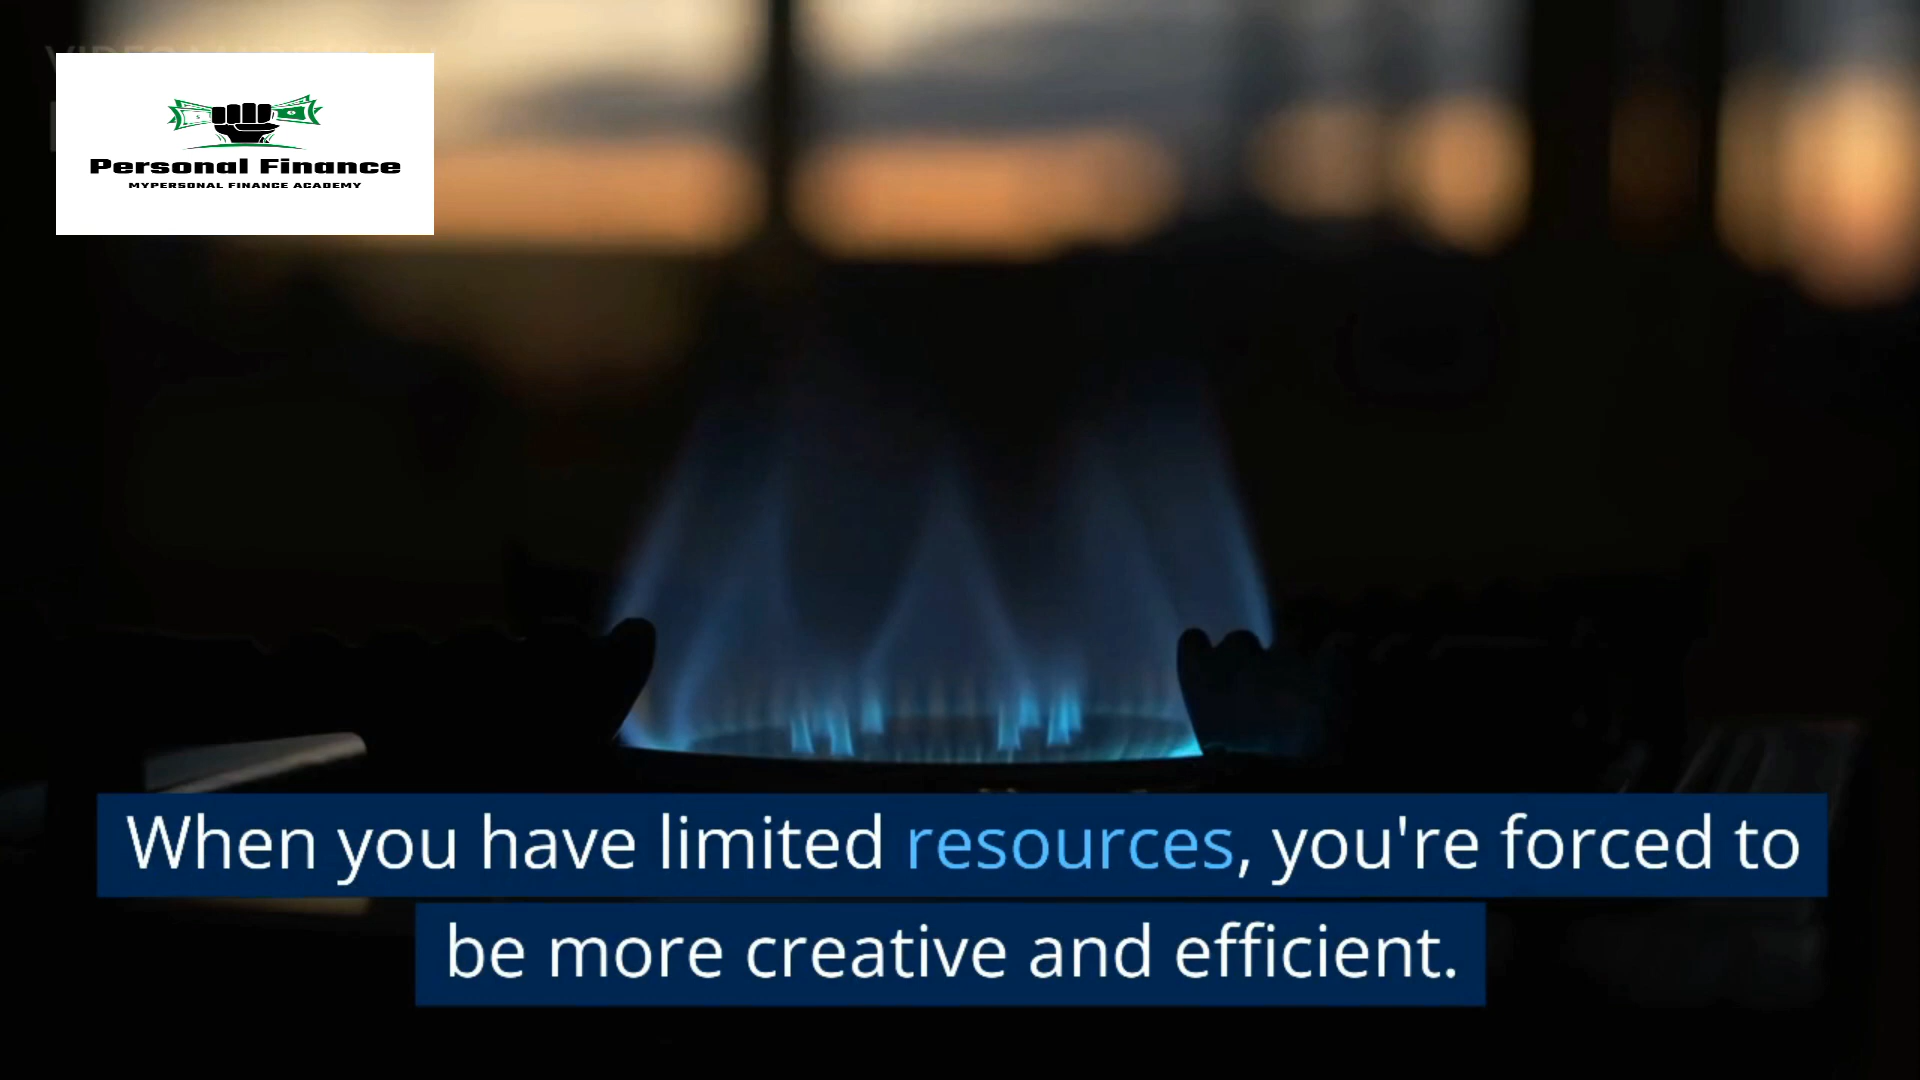 Personal Finance
MYPERSONAL FINANCE ACADEMY
When you have limited resources, you're forced to
be more creative and efficient.